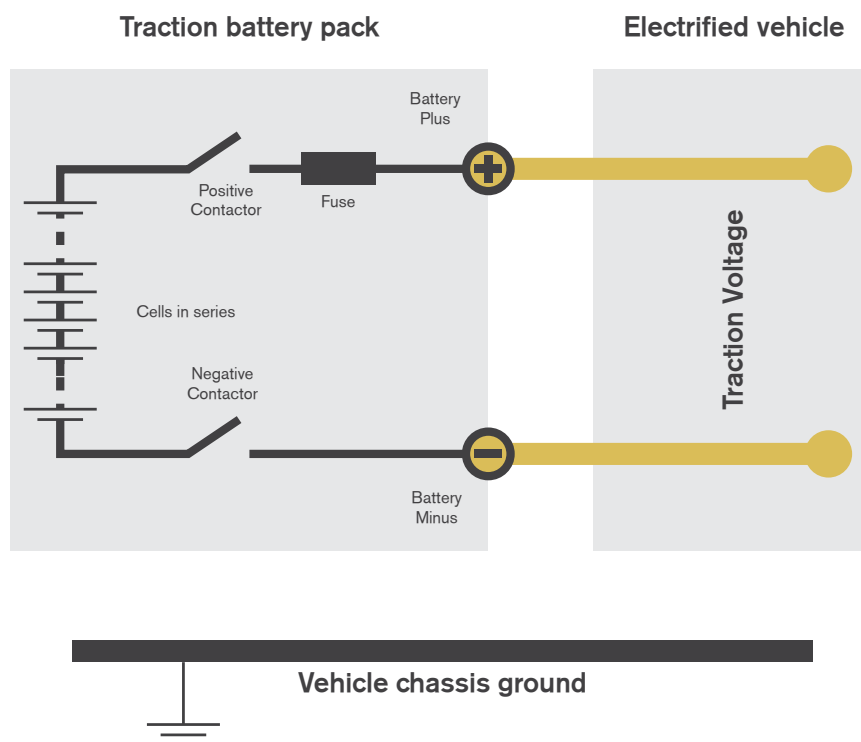 Traction battery pack
Electrified vehicle
Battery
Plus
Positive
Contactor
Fuse
Cells in series
Traction Voltage
Negative
Contactor
Battery
Minus
Vehicle chassis ground